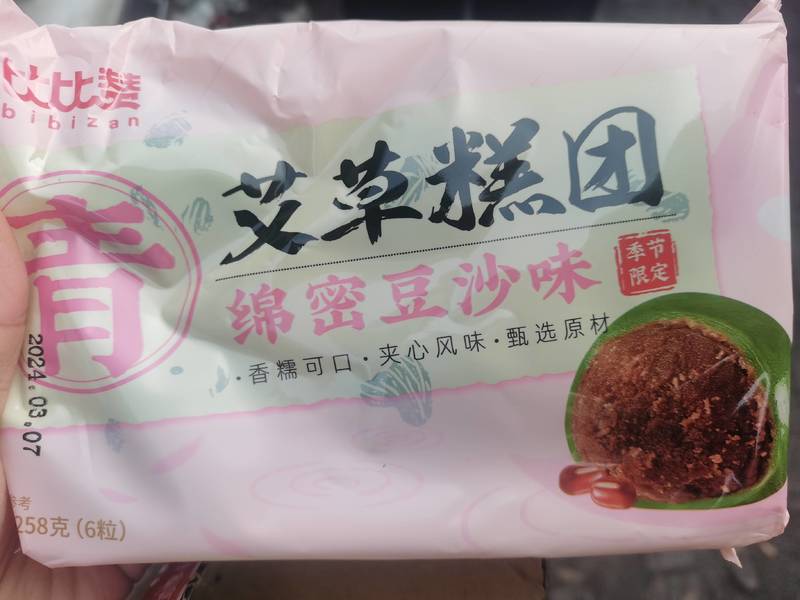 比比赞
bibizan
青
艾草糕团
绵密豆沙味
季节
限定
·香糯可口·夹心风味·甄选原材
2024.03.07
参考
258克(6粒)